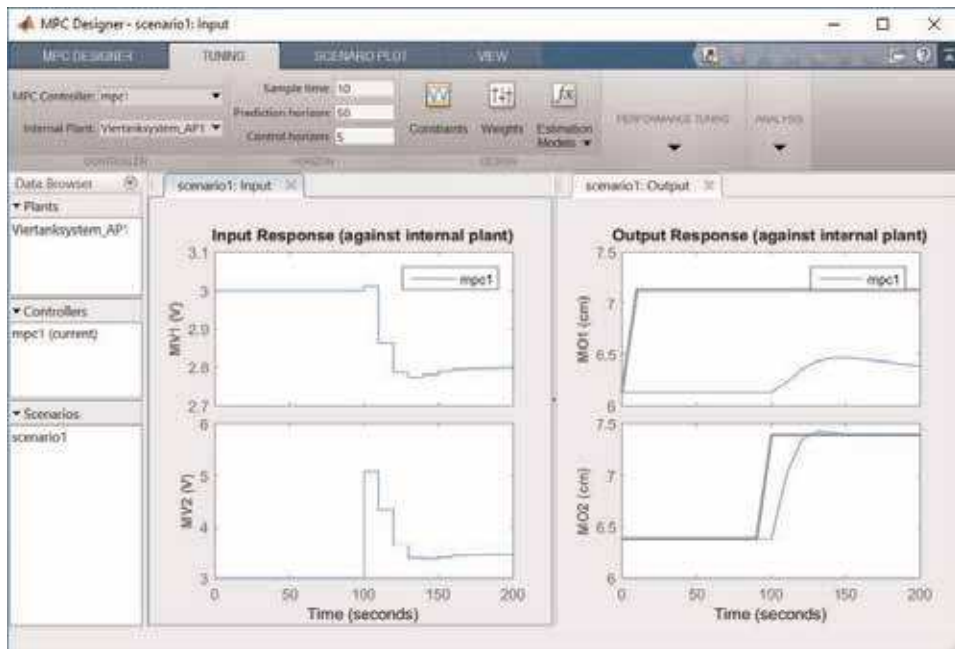 MPC Designer - scenario1: Input
MPC DESIGNER
TUNING
SCENARIO PLOT
VIEW
MPC Controller: mpc1
Internal Plant: Viertanksystem_AP1
Sample time: 10
Prediction horizon: 50
Control horizon: 5
Constraints
Weights
Estimation
Models
PERFORMANCE TUNING
ANALYSIS
CONTROLLER
HORIZON
DESIGN
Data Browser
Plants
Viertanksystem_AP1
Controllers
mpc1 (current)
Scenarios
scenario1
scenario1: Input
Input Response (against internal plant)
mpc1
MV1 (V)
3.1
3
2.9
2.8
2.7
MV2 (V)
6
5
4
3
0
50
100
150
200
Time (seconds)
scenario1: Output
Output Response (against internal plant)
mpc1
MO1 (cm)
7.5
7
6.5
6
MO2 (cm)
7.5
7
6.5
6
0
50
100
150
200
Time (seconds)